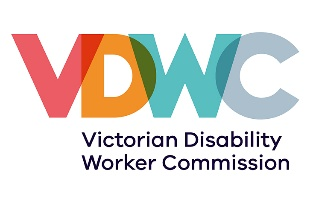 VDWC
Victorian Disability
Worker Commission